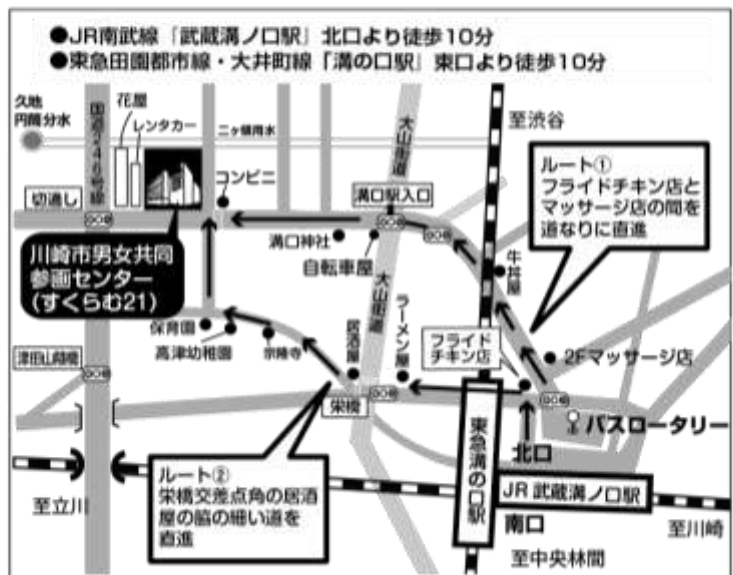 ●JR南武線「武蔵溝ノ口駅」北口より徒歩10分
●東急田園都市線・大井町線「溝の口駅」東口より徒歩10分
久地
円筒分水
国道246号線
花屋
レンタカー
二ヶ領用水
大山街道
至渋谷
ルート①
フライドチキン店と
マッサージ店の間を
道なりに直進
コンビニ
切通し
溝口駅入口
川崎市男女共同
参画センター
(すくらむ21)
溝口神社
自転車屋
牛丼屋
大山街道
保育園
高津幼稚園
宗隆寺
居酒屋
ラーメン屋
フライド
チキン店
2Fマッサージ店
津田山陸橋
栄橋
バスロータリー
北口
東急溝の口駅
ルート②
栄橋交差点角の居酒
屋の脇の細い道を
直進
JR 武蔵溝ノ口駅
至立川
南口
至川崎
至中央林間